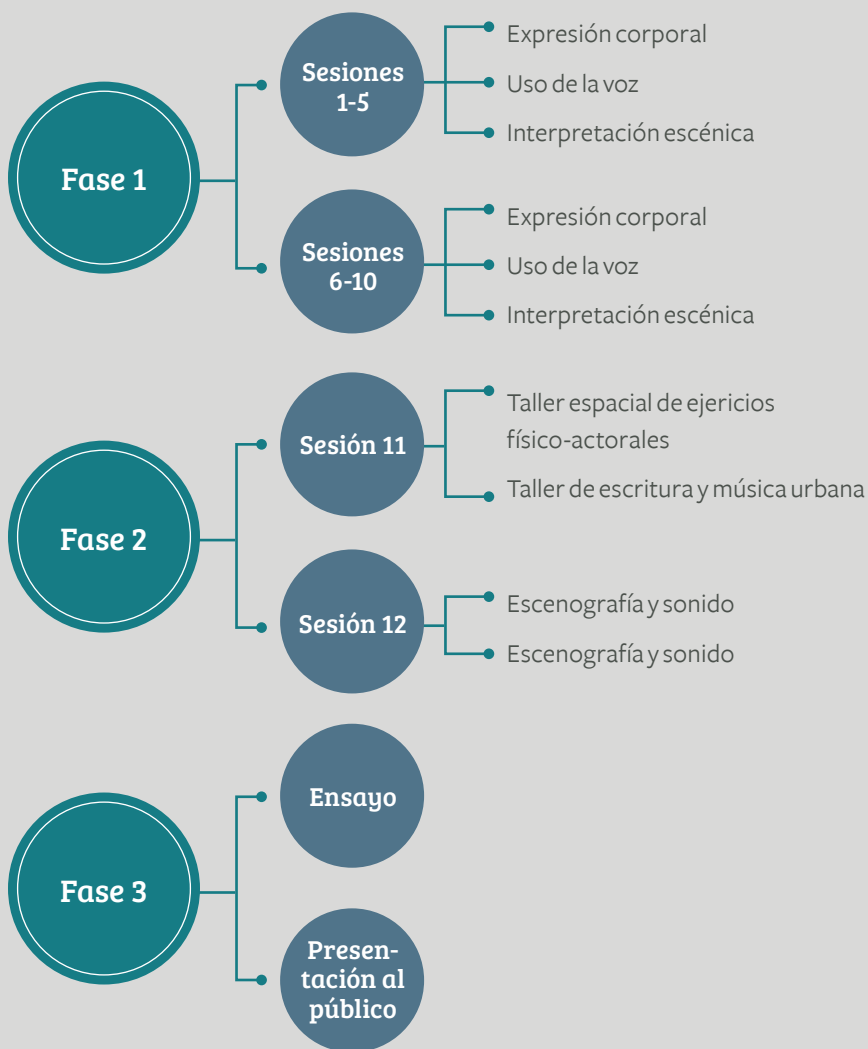 Fase 1
Sesiones
1-5
Expresión corporal
Uso de la voz
Interpretación escénica
Sesiones
6-10
Expresión corporal
Uso de la voz
Interpretación escénica
Fase 2
Sesión 11
Taller espacial de ejericios
físico-actorales
Taller de escritura y música urbana
Sesión 12
Escenografía y sonido
Escenografía y sonido
Fase 3
Ensayo
Presen-
tación al
público